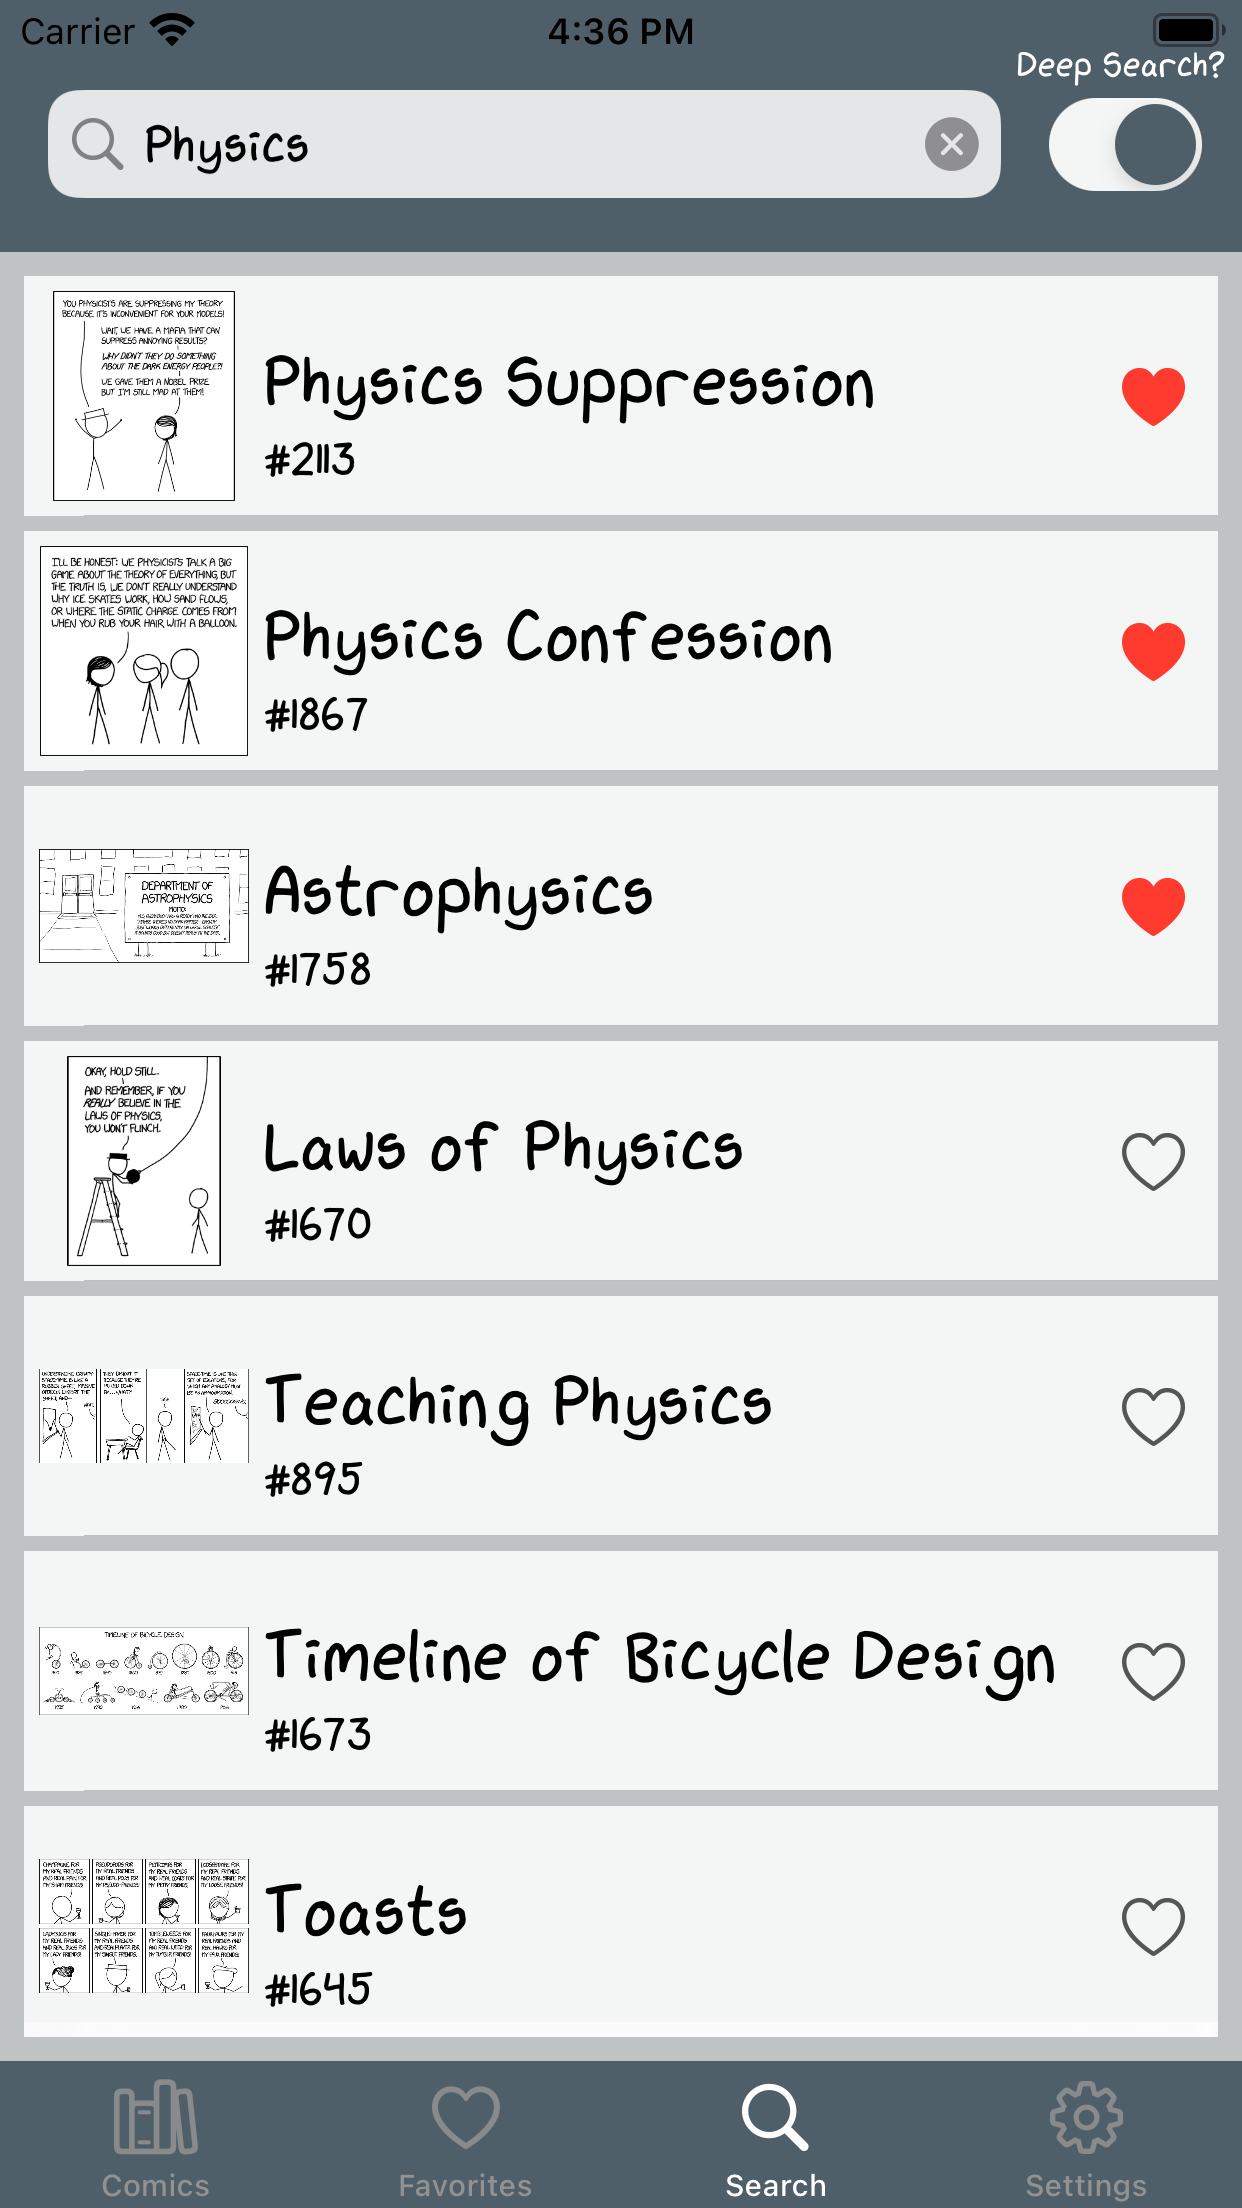 Carrier
4:36 PM
Deep Search?
Physics
YOU PHYSICISTS ARE SUPPRESSING MY THEORY
BECAUSE IT'S INCONVENIENT FOR YOUR MODELS!
WAIT, WE HAVE A MAFIA THAT CAN
SUPPRESS ANNOYING RESULTS?
WHY DIDN'T THEY DO SOMETHING
ABOUT THE DARK ENERGY PEOPLE?!
WE GAVE THEM A NOBEL PRIZE
BUT I'M STILL MAD AT THEM!
Physics Suppression
#2113
I'LL BE HONEST: WE PHYSICISTS TALK A BIG
GAME ABOUT THE THEORY OF EVERYTHING, BUT
THE TRUTH IS, WE DON'T REALLY UNDERSTAND
WHY ICE SKATES WORK, HOW SAND FLOWS,
OR WHERE THE STATIC CHARGE COMES FROM
WHEN YOU RUB YOUR HAIR WITH A BALLOON.
Physics Confession
#1867
DEPARTMENT OF
ASTROPHYSICS
MOTTO:
Astrophysics
#1758
OKAY, HOLD STILL.
AND REMEMBER, IF YOU
REALLY BELIEVE IN THE
LAWS OF PHYSICS,
YOU WON'T FLINCH.
Laws of Physics
#1670
Teaching Physics
#895
TIMELINE OF BICYCLE DESIGN
Timeline of Bicycle Design
#1673
Toasts
#1645
Comics
Favorites
Search
Settings